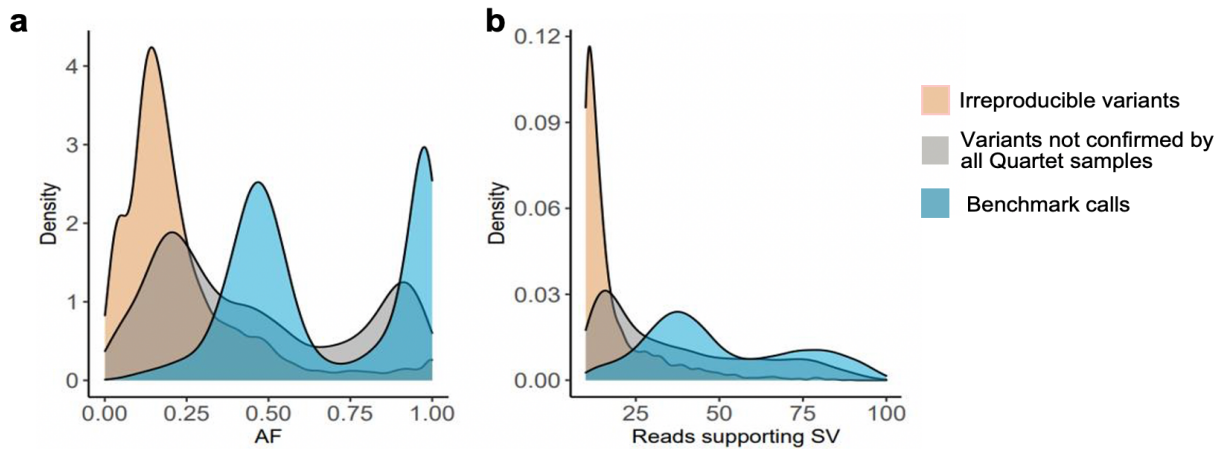 a
4
3
2
1
0
Density
0.00 0.25 0.50 0.75 1.00
AF
b
0.12
0.09
0.06
0.03
0.00
Density
25 50 75 100
Reads supporting SV
Irreproducible variants
Variants not confirmed by
all Quartet samples
Benchmark calls